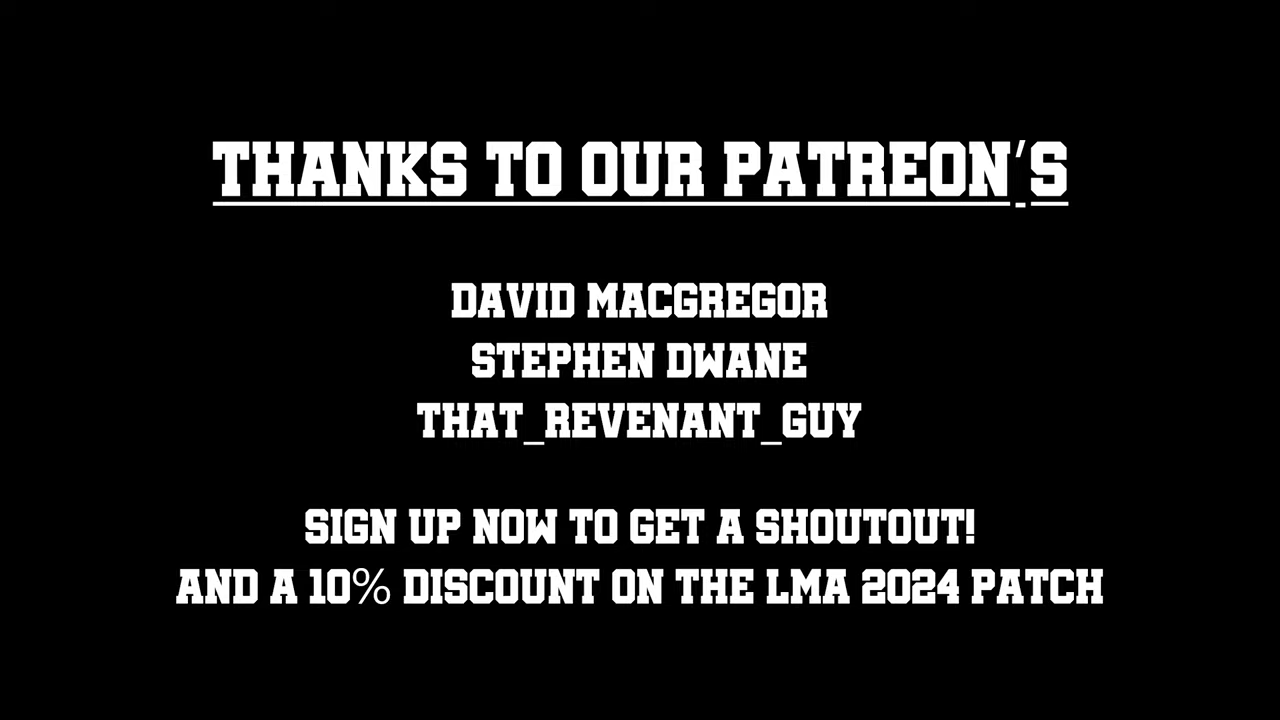 THANKS TO OUR PATREON'S
DAVID MACGREGOR
STEPHEN DWANE
THAT_REVENANT_GUY
SIGN UP NOW TO GET A SHOUTOUT!
AND A 10% DISCOUNT ON THE LMA 2024 PATCH